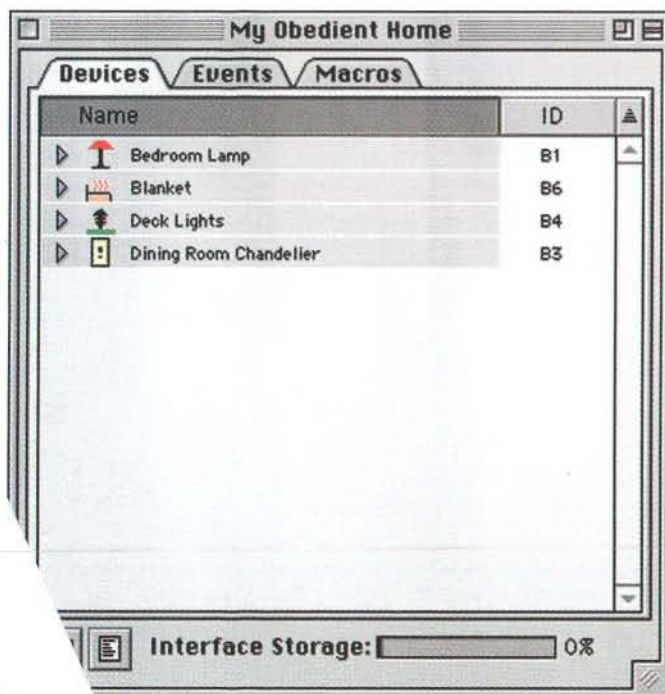 My Obedient Home
Devices Events Macros
Name ID
Bedroom Lamp B1
Blanket B6
Deck Lights B4
Dining Room Chandelier B3
Interface Storage: 0%